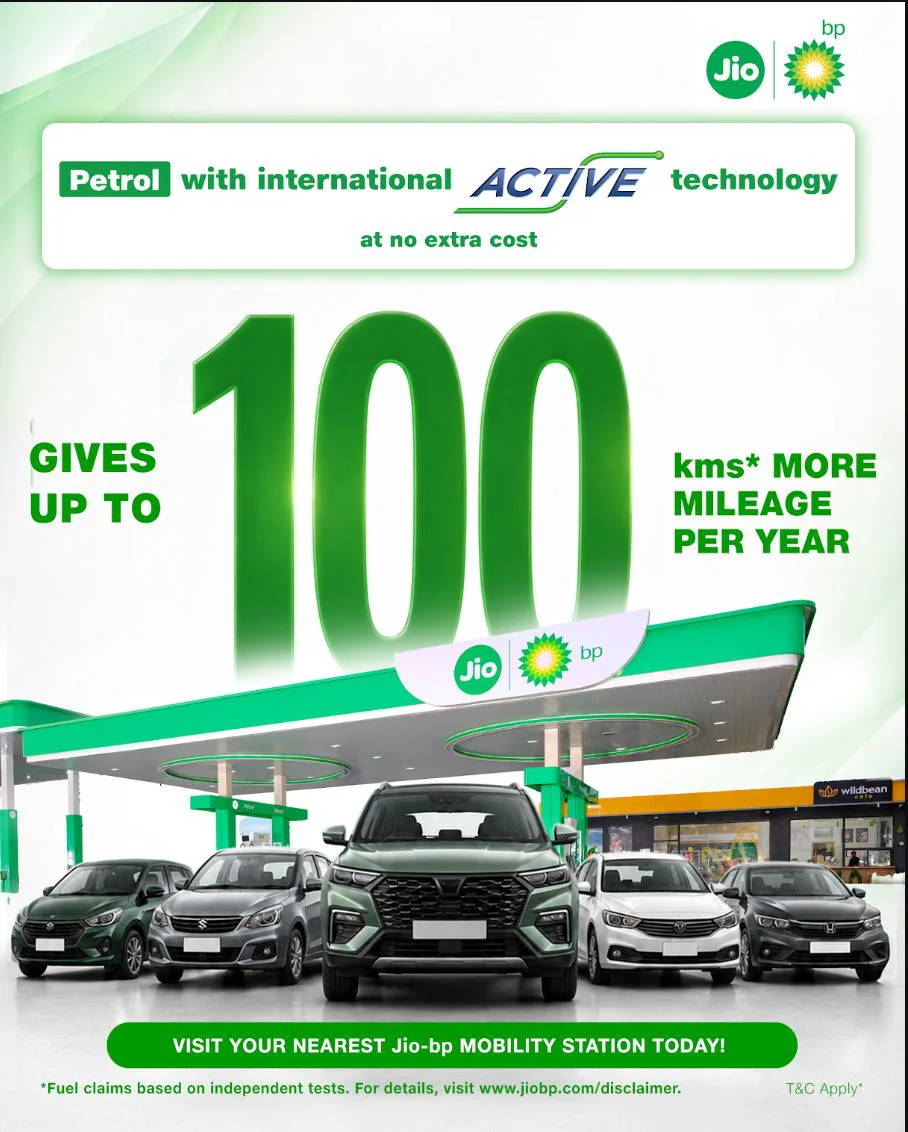 bp
Jio
Petrol with international ACTIVE technology
at no extra cost
GIVES
UP TO
100
kms* MORE
MILEAGE
PER YEAR
Jio
bp
Petrol
wildbean
cafe
VISIT YOUR NEAREST Jio-bp MOBILITY STATION TODAY!
*Fuel claims based on independent tests. For details, visit www.jiobp.com/disclaimer.
T&C Apply*